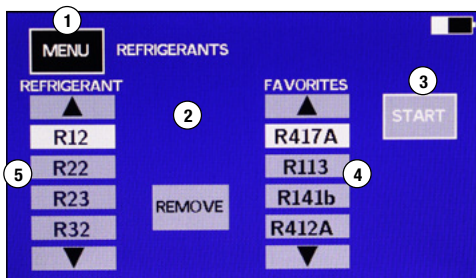 1
MENU REFRIGERANTS
REFRIGERANT FAVORITES
3
START
2
R12 R417A
5 R22 R113 4
R23 R141b
REMOVE
R32 R412A